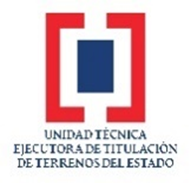 UNIDAD TÉCNICA
EJECUTORA DE TITULACIÓN
DE TERRENOS DEL ESTADO